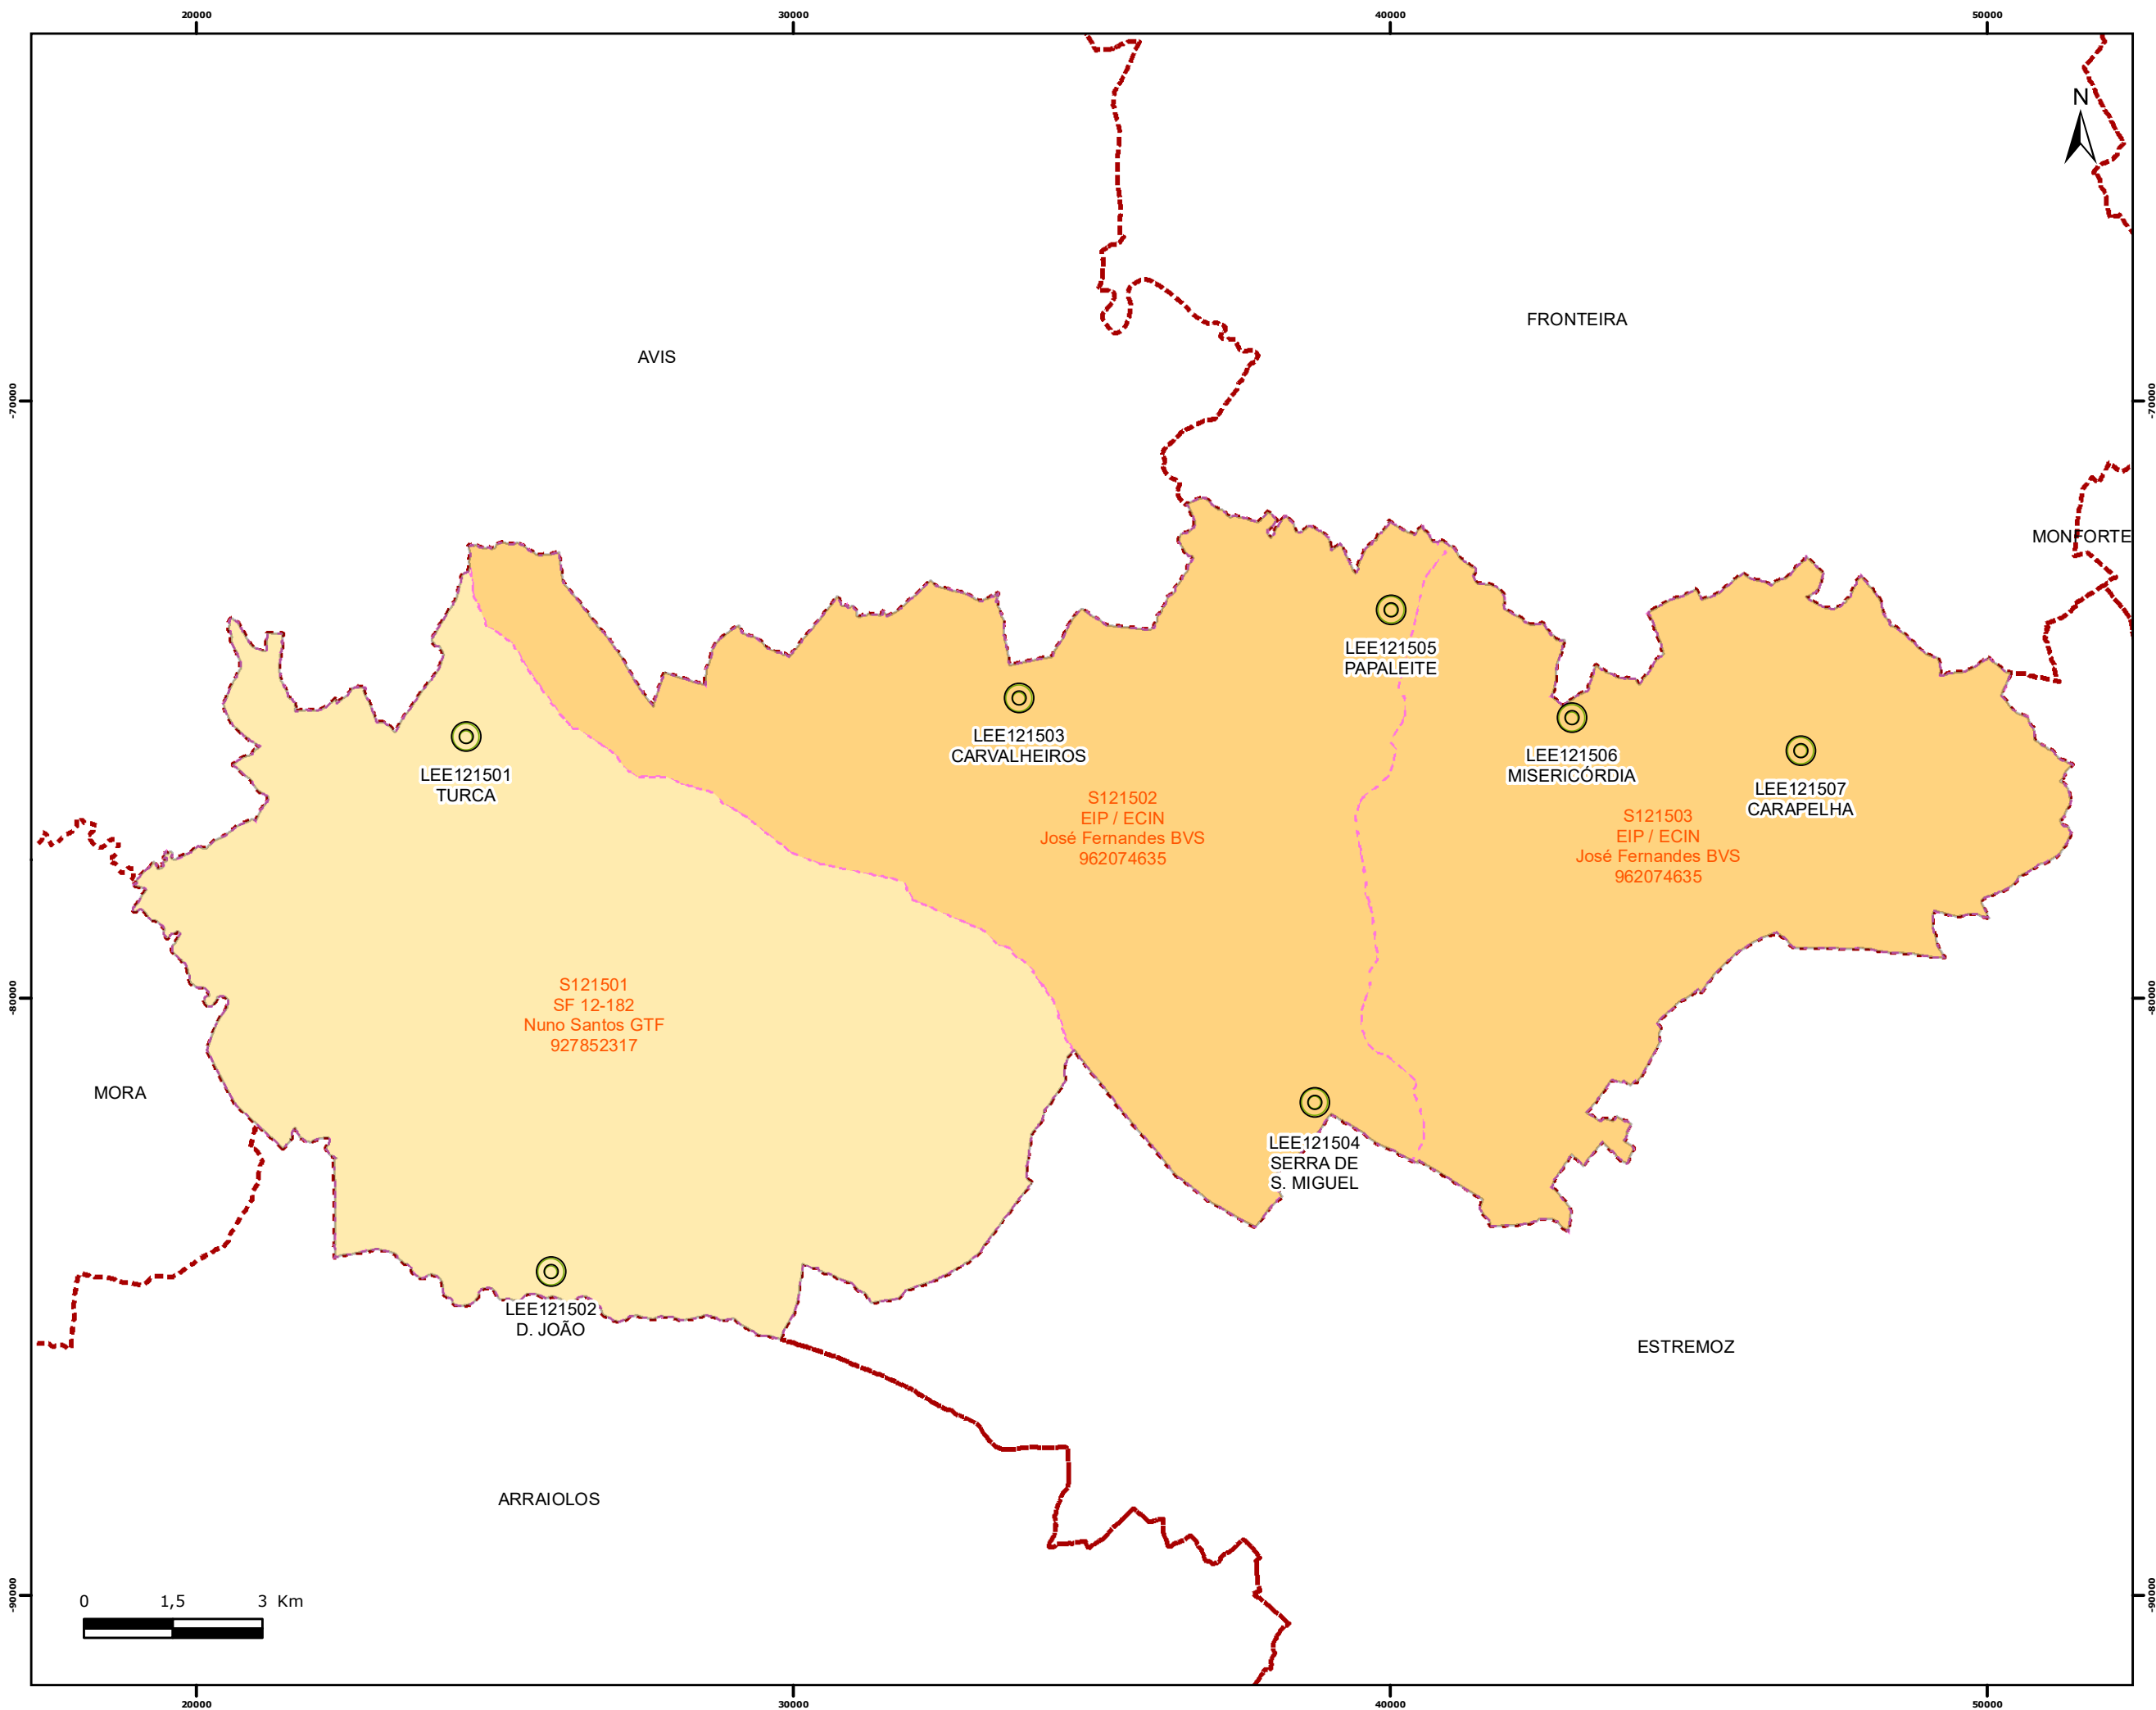 20000
30000
40000
50000
N
FRONTEIRA
AVIS
-70000
-70000
MONFORTE
LEE121505
PAPALEITE
LEE121503
CARVALHEIROS
LEE121506
MISERICÓRDIA
LEE121501
TURCA
LEE121507
CARAPELHA
S121502
EIP / ECIN
José Fernandes BVS
962074635
S121503
EIP / ECIN
José Fernandes BVS
962074635
S121501
SF 12-182
Nuno Santos GTF
927852317
-80000
-80000
MORA
LEE121504
SERRA DE
S. MIGUEL
LEE121502
D. JOÃO
ESTREMOZ
ARRAIOLOS
-90000
-90000
0 1,5 3 Km
20000
30000
40000
50000